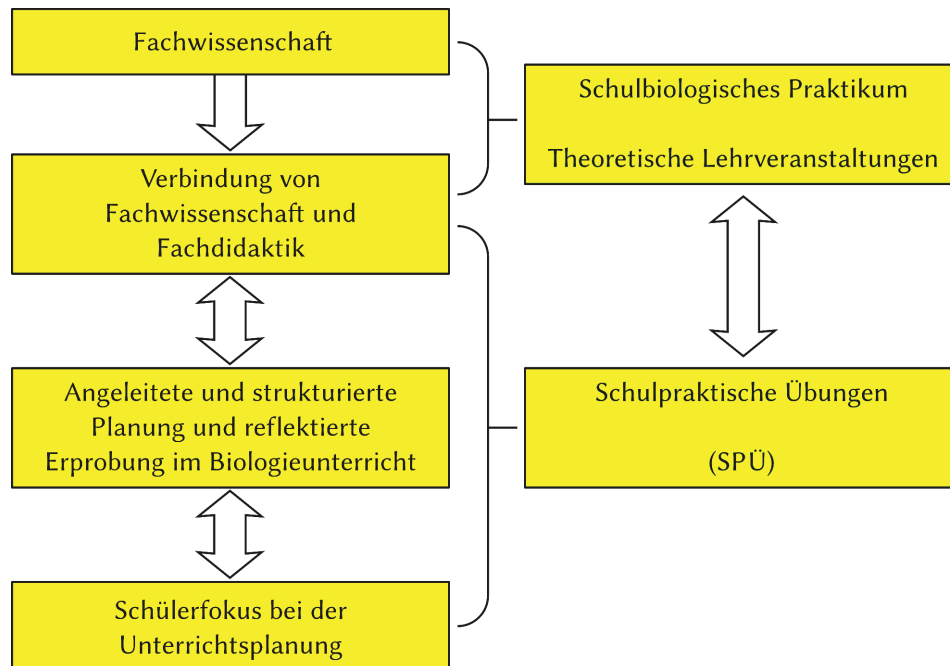 Fachwissenschaft
Verbindung von
Fachwissenschaft und
Fachdidaktik
Angeleitete und strukturierte
Planung und reflektierte
Erprobung im Biologieunterricht
Schülerfokus bei der
Unterrichtsplanung
Schulbiologisches Praktikum
Theoretische Lehrveranstaltungen
Schulpraktische Übungen
(SPÜ)